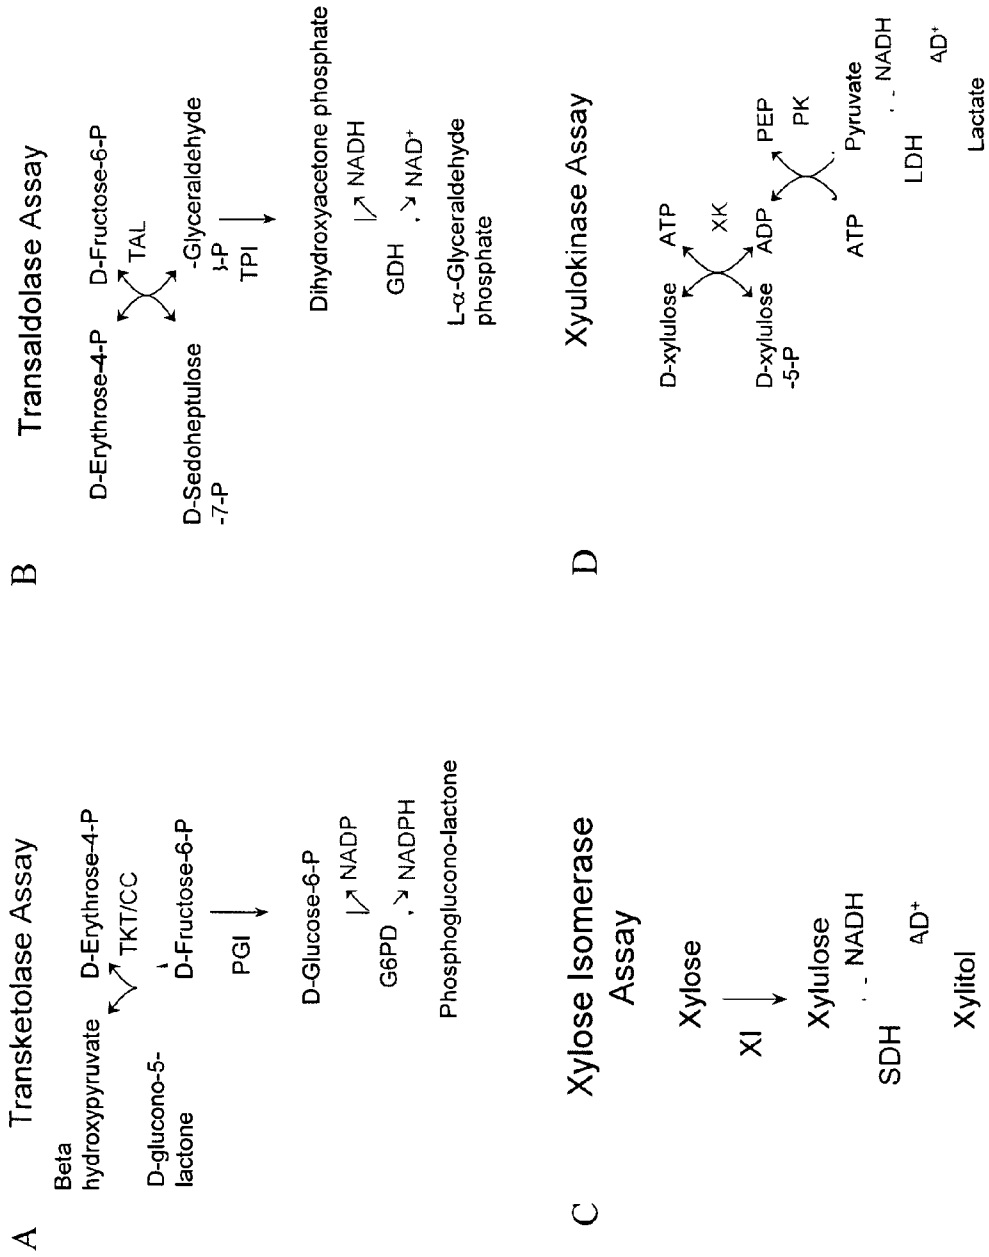 A
Transketolase Assay
Beta
hydroxypyruvate
D-Erythrose-4-P
TKT/CC
D-glucono-5-
lactone
D-Fructose-6-P
PGI
D-Glucose-6-P
NADP
G6PD
NADPH
Phosphoglucono-lactone
B
Transaldolase Assay
D-Erythrose-4-P
D-Fructose-6-P
TAL
D-Sedoheptulose
-7-P
-Glyceraldehyde
-P
TPI
Dihydroxyacetone phosphate
NADH
GDH
NAD⁺
L-α-Glyceraldehyde
phosphate
C
Xylose Isomerase
Assay
Xylose
XI
Xylulose
NADH
SDH
AD⁺
Xylitol
D
Xyulokinase Assay
D-xylulose
ATP
XK
D-xylulose
-5-P
ADP
PEP
PK
ATP
Pyruvate
NADH
LDH
AD⁺
Lactate